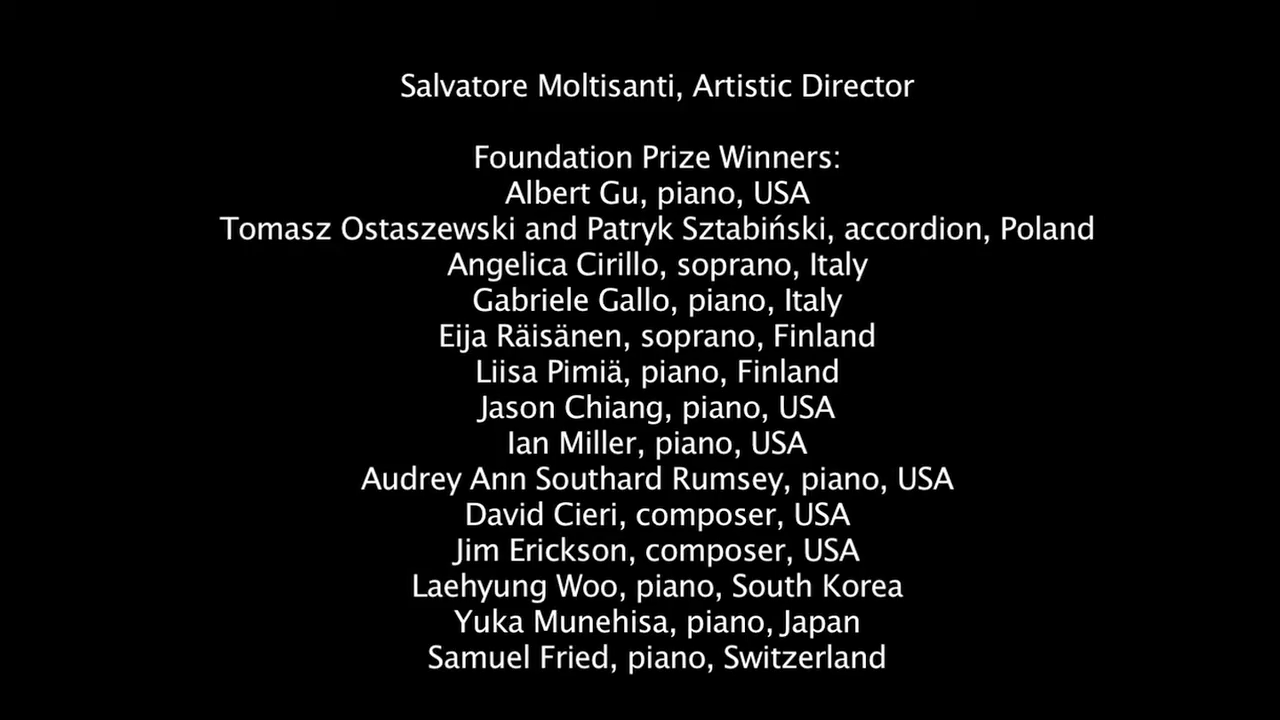 Salvatore Moltisanti, Artistic Director
Foundation Prize Winners:
Albert Gu, piano, USA
Tomasz Ostaszewski and Patryk Sztabiński, accordion, Poland
Angelica Cirillo, soprano, Italy
Gabriele Gallo, piano, Italy
Eija Räisänen, soprano, Finland
Liisa Pimiä, piano, Finland
Jason Chiang, piano, USA
Ian Miller, piano, USA
Audrey Ann Southard Rumsey, piano, USA
David Cieri, composer, USA
Jim Erickson, composer, USA
Laehyung Woo, piano, South Korea
Yuka Munehisa, piano, Japan
Samuel Fried, piano, Switzerland